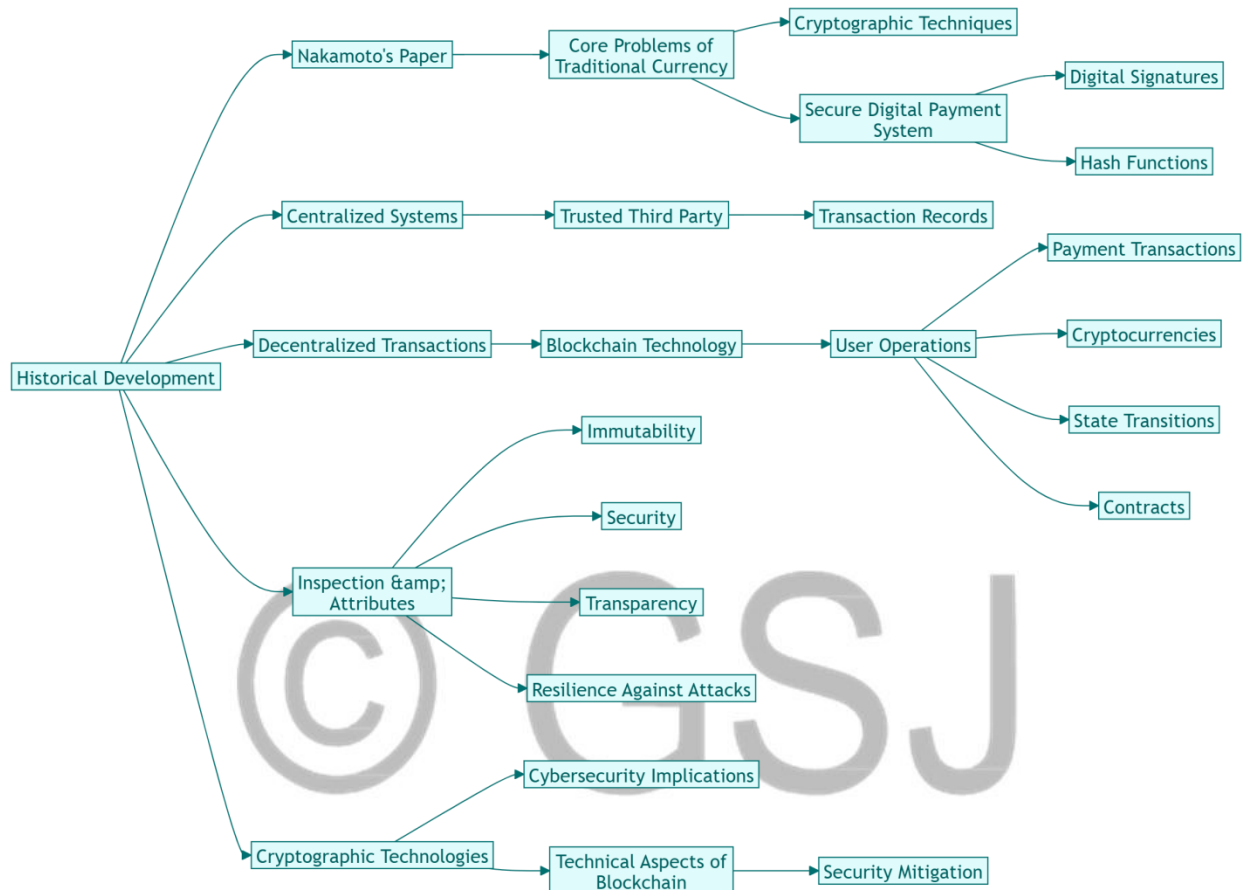 Cryptographic Techniques
Nakamoto's Paper
Core Problems of
Traditional Currency
Digital Signatures
Secure Digital Payment
System
Hash Functions
Centralized Systems
Trusted Third Party
Transaction Records
Payment Transactions
Decentralized Transactions
Blockchain Technology
User Operations
Cryptocurrencies
Historical Development
State Transitions
Immutability
Contracts
Security
Inspection &amp;
Attributes
Transparency
© GSJ
Resilience Against Attacks
Cybersecurity Implications
Cryptographic Technologies
Technical Aspects of
Blockchain
Security Mitigation